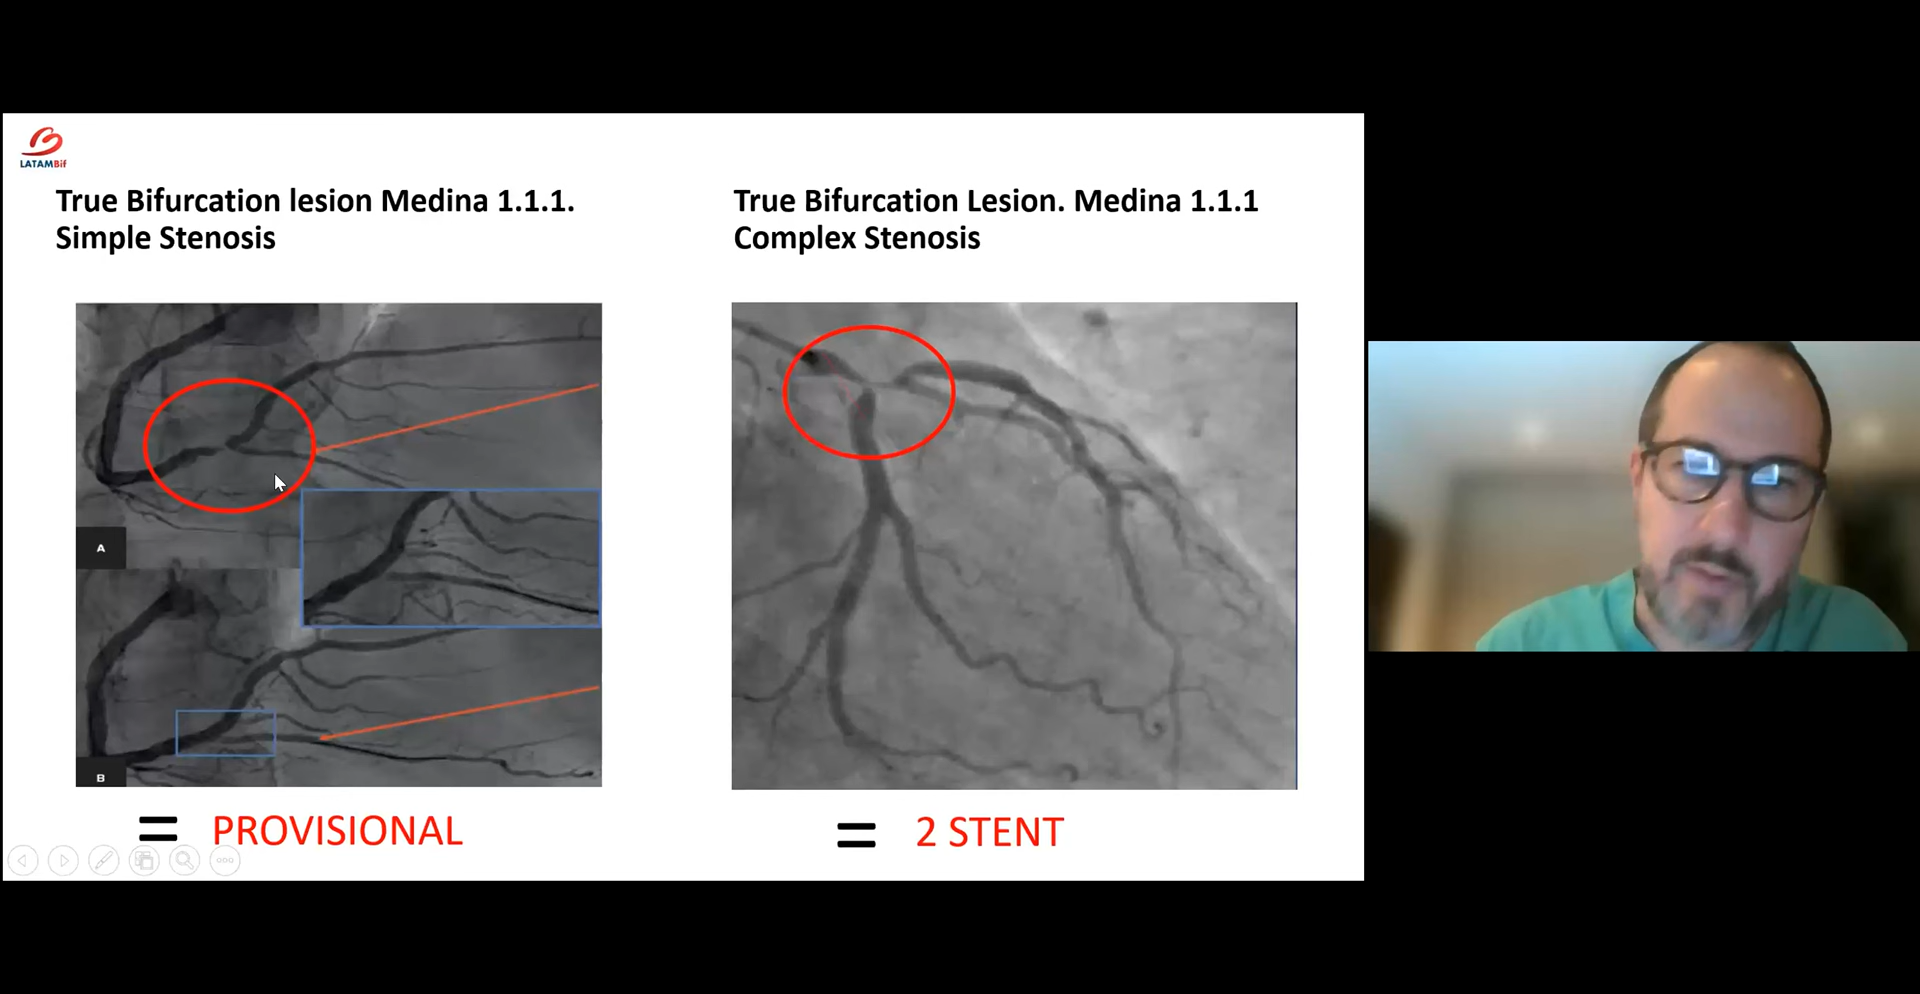 LATAMBif
True Bifurcation lesion Medina 1.1.1.
Simple Stenosis
True Bifurcation Lesion. Medina 1.1.1
Complex Stenosis
A
B
= PROVISIONAL
= 2 STENT